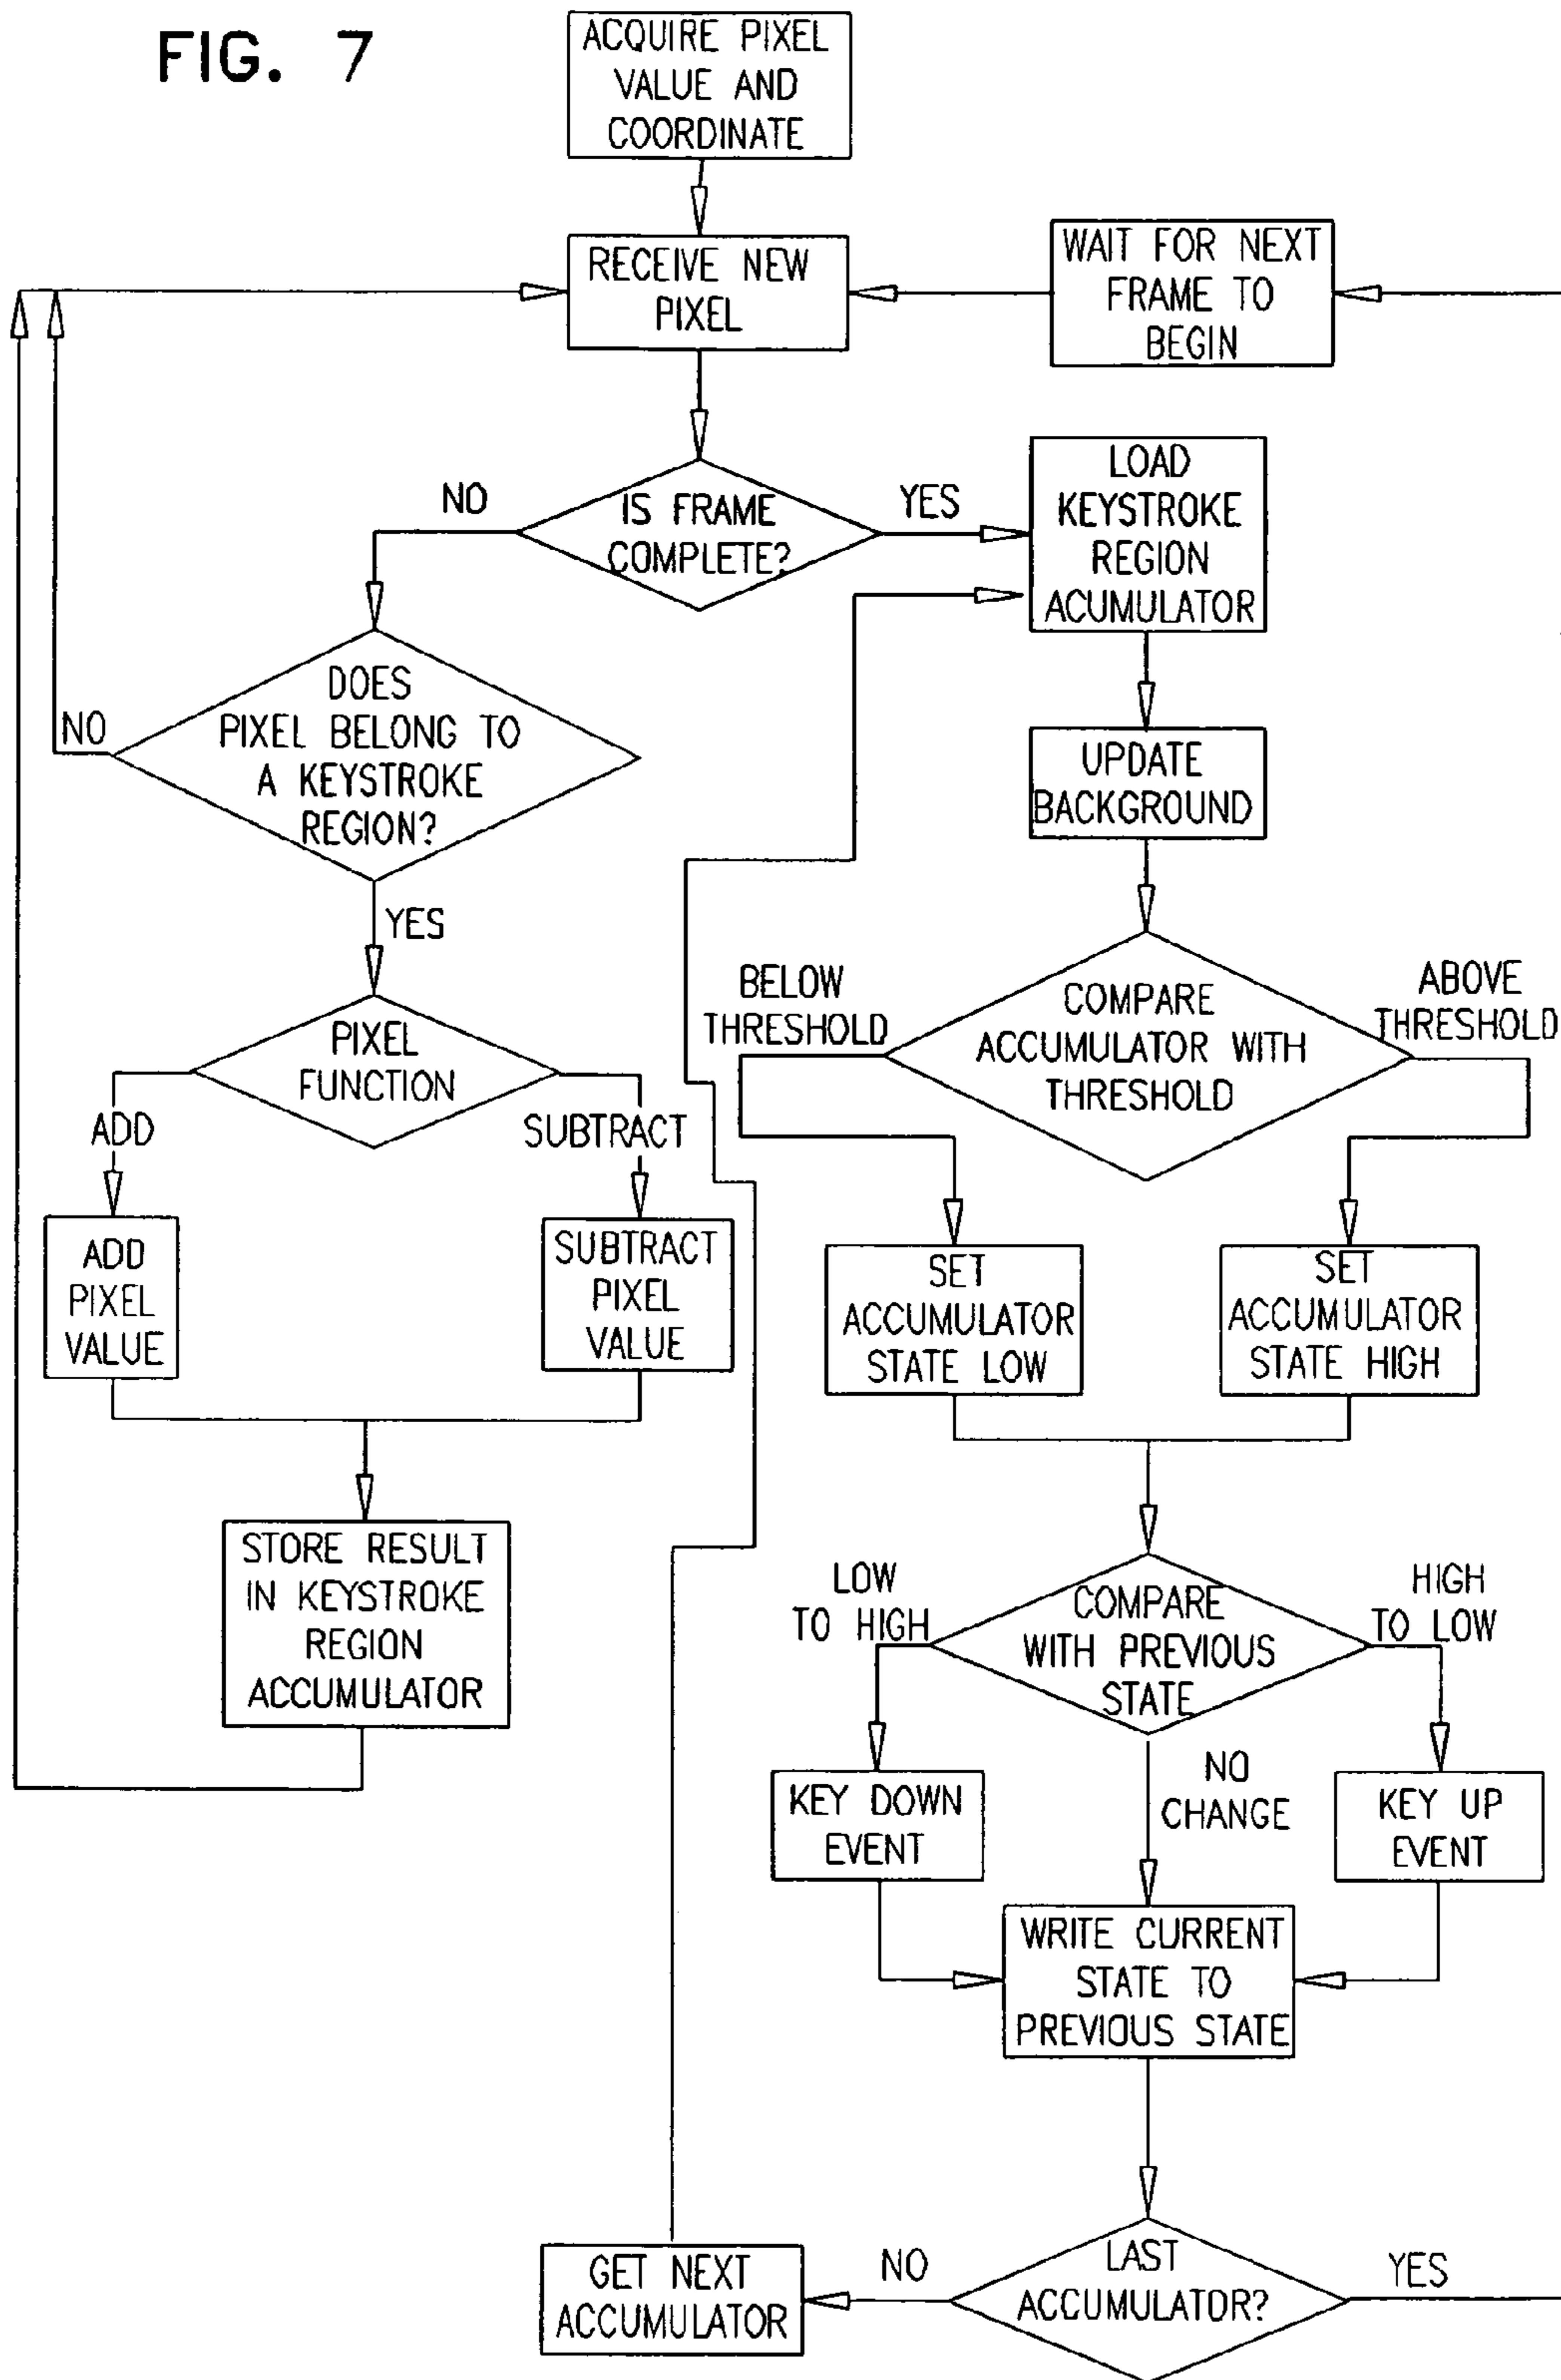 FIG. 7
ACQUIRE PIXEL
VALUE AND
COORDINATE
RECEIVE NEW
PIXEL
WAIT FOR NEXT
FRAME TO
BEGIN
IS FRAME
COMPLETE?
NO
YES
LOAD
KEYSTROKE
REGION
ACUMULATOR
DOES
PIXEL BELONG TO
A KEYSTROKE
REGION?
NO
YES
UPDATE
BACKGROUND
PIXEL
FUNCTION
ADD
SUBTRACT
COMPARE
ACCUMULATOR WITH
THRESHOLD
BELOW
THRESHOLD
ABOVE
THRESHOLD
ADD
PIXEL
VALUE
SUBTRACT
PIXEL
VALUE
SET
ACCUMULATOR
STATE LOW
SET
ACCUMULATOR
STATE HIGH
STORE RESULT
IN KEYSTROKE
REGION
ACCUMULATOR
LOW
TO HIGH
COMPARE
WITH PREVIOUS
STATE
HIGH
TO LOW
KEY DOWN
EVENT
NO
CHANGE
KEY UP
EVENT
WRITE CURRENT
STATE TO
PREVIOUS STATE
GET NEXT
ACCUMULATOR
NO
LAST
ACCUMULATOR?
YES